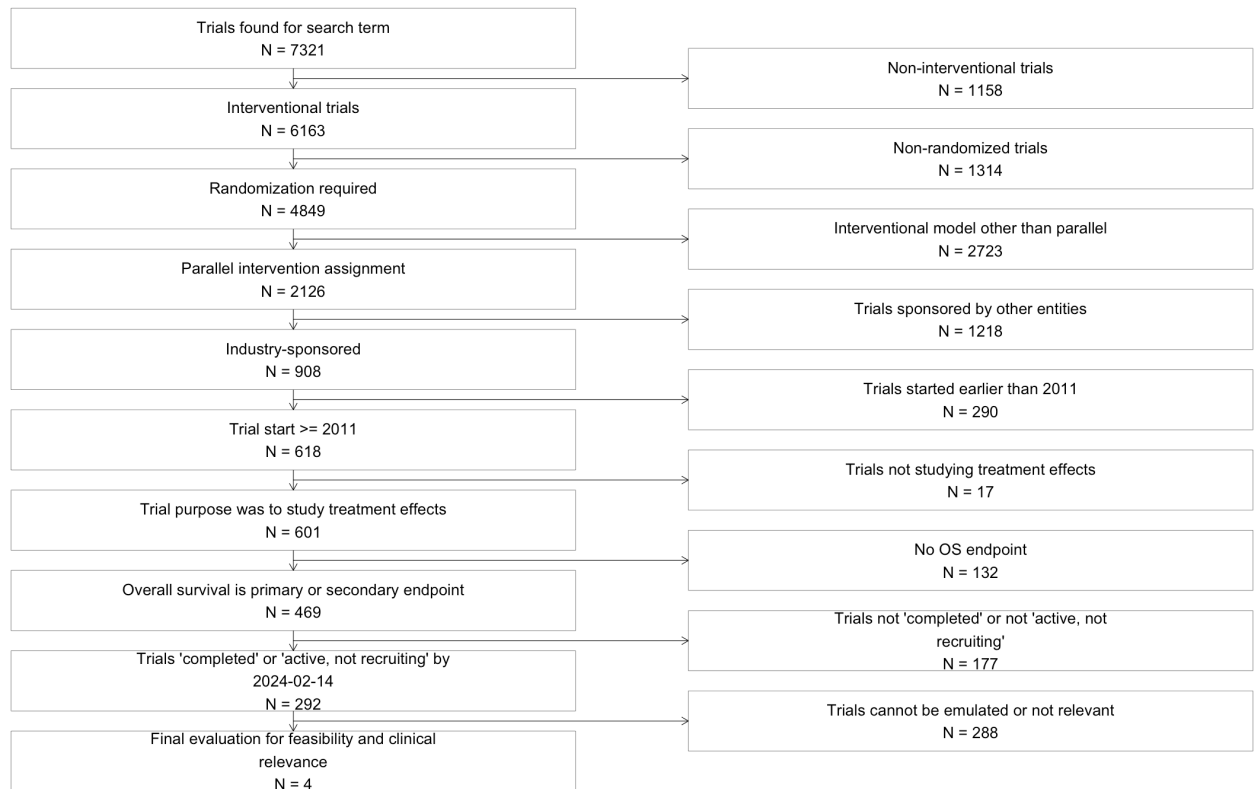 Trials found for search term
N = 7321
Non-interventional trials
N = 1158
Interventional trials
N = 6163
Non-randomized trials
N = 1314
Randomization required
N = 4849
Interventional model other than parallel
N = 2723
Parallel intervention assignment
N = 2126
Trials sponsored by other entities
N = 1218
Industry-sponsored
N = 908
Trials started earlier than 2011
N = 290
Trial start >= 2011
N = 618
Trials not studying treatment effects
N = 17
Trial purpose was to study treatment effects
N = 601
No OS endpoint
N = 132
Overall survival is primary or secondary endpoint
N = 469
Trials not 'completed' or not 'active, not
recruiting'
N = 177
Trials 'completed' or 'active, not recruiting' by
2024-02-14
N = 292
Trials cannot be emulated or not relevant
N = 288
Final evaluation for feasibility and clinical
relevance
N = 4